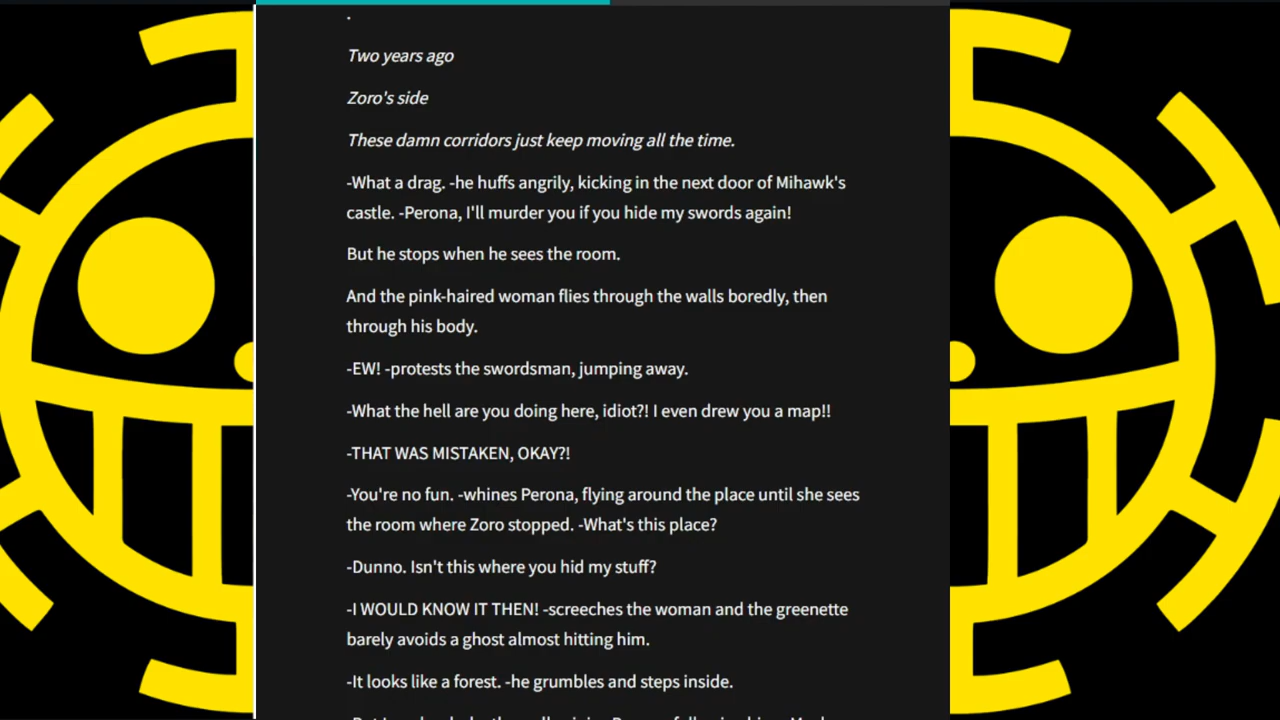 .
Two years ago
Zoro's side
These damn corridors just keep moving all the time.
-What a drag. -he huffs angrily, kicking in the next door of Mihawk's
castle. -Perona, I'll murder you if you hide my swords again!
But he stops when he sees the room.
And the pink-haired woman flies through the walls boredly, then
through his body.
-EW! -protests the swordsman, jumping away.
-What the hell are you doing here, idiot?! I even drew you a map!!
-THAT WAS MISTAKEN, OKAY?!
-You're no fun. -whines Perona, flying around the place until she sees
the room where Zoro stopped. -What's this place?
-Dunno. Isn't this where you hid my stuff?
-I WOULD KNOW IT THEN! -screeches the woman and the greenette
barely avoids a ghost almost hitting him.
-It looks like a forest. -he grumbles and steps inside.